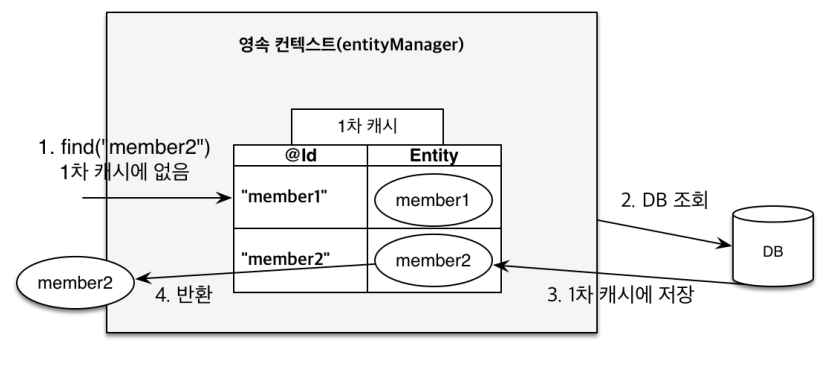 영속 컨텍스트(entityManager)
1차 캐시
1. find("member2")
1차 캐시에 없음
@Id
Entity
"member1"
member1
2. DB 조회
"member2"
member2
DB
member2
4. 반환
3. 1차 캐시에 저장